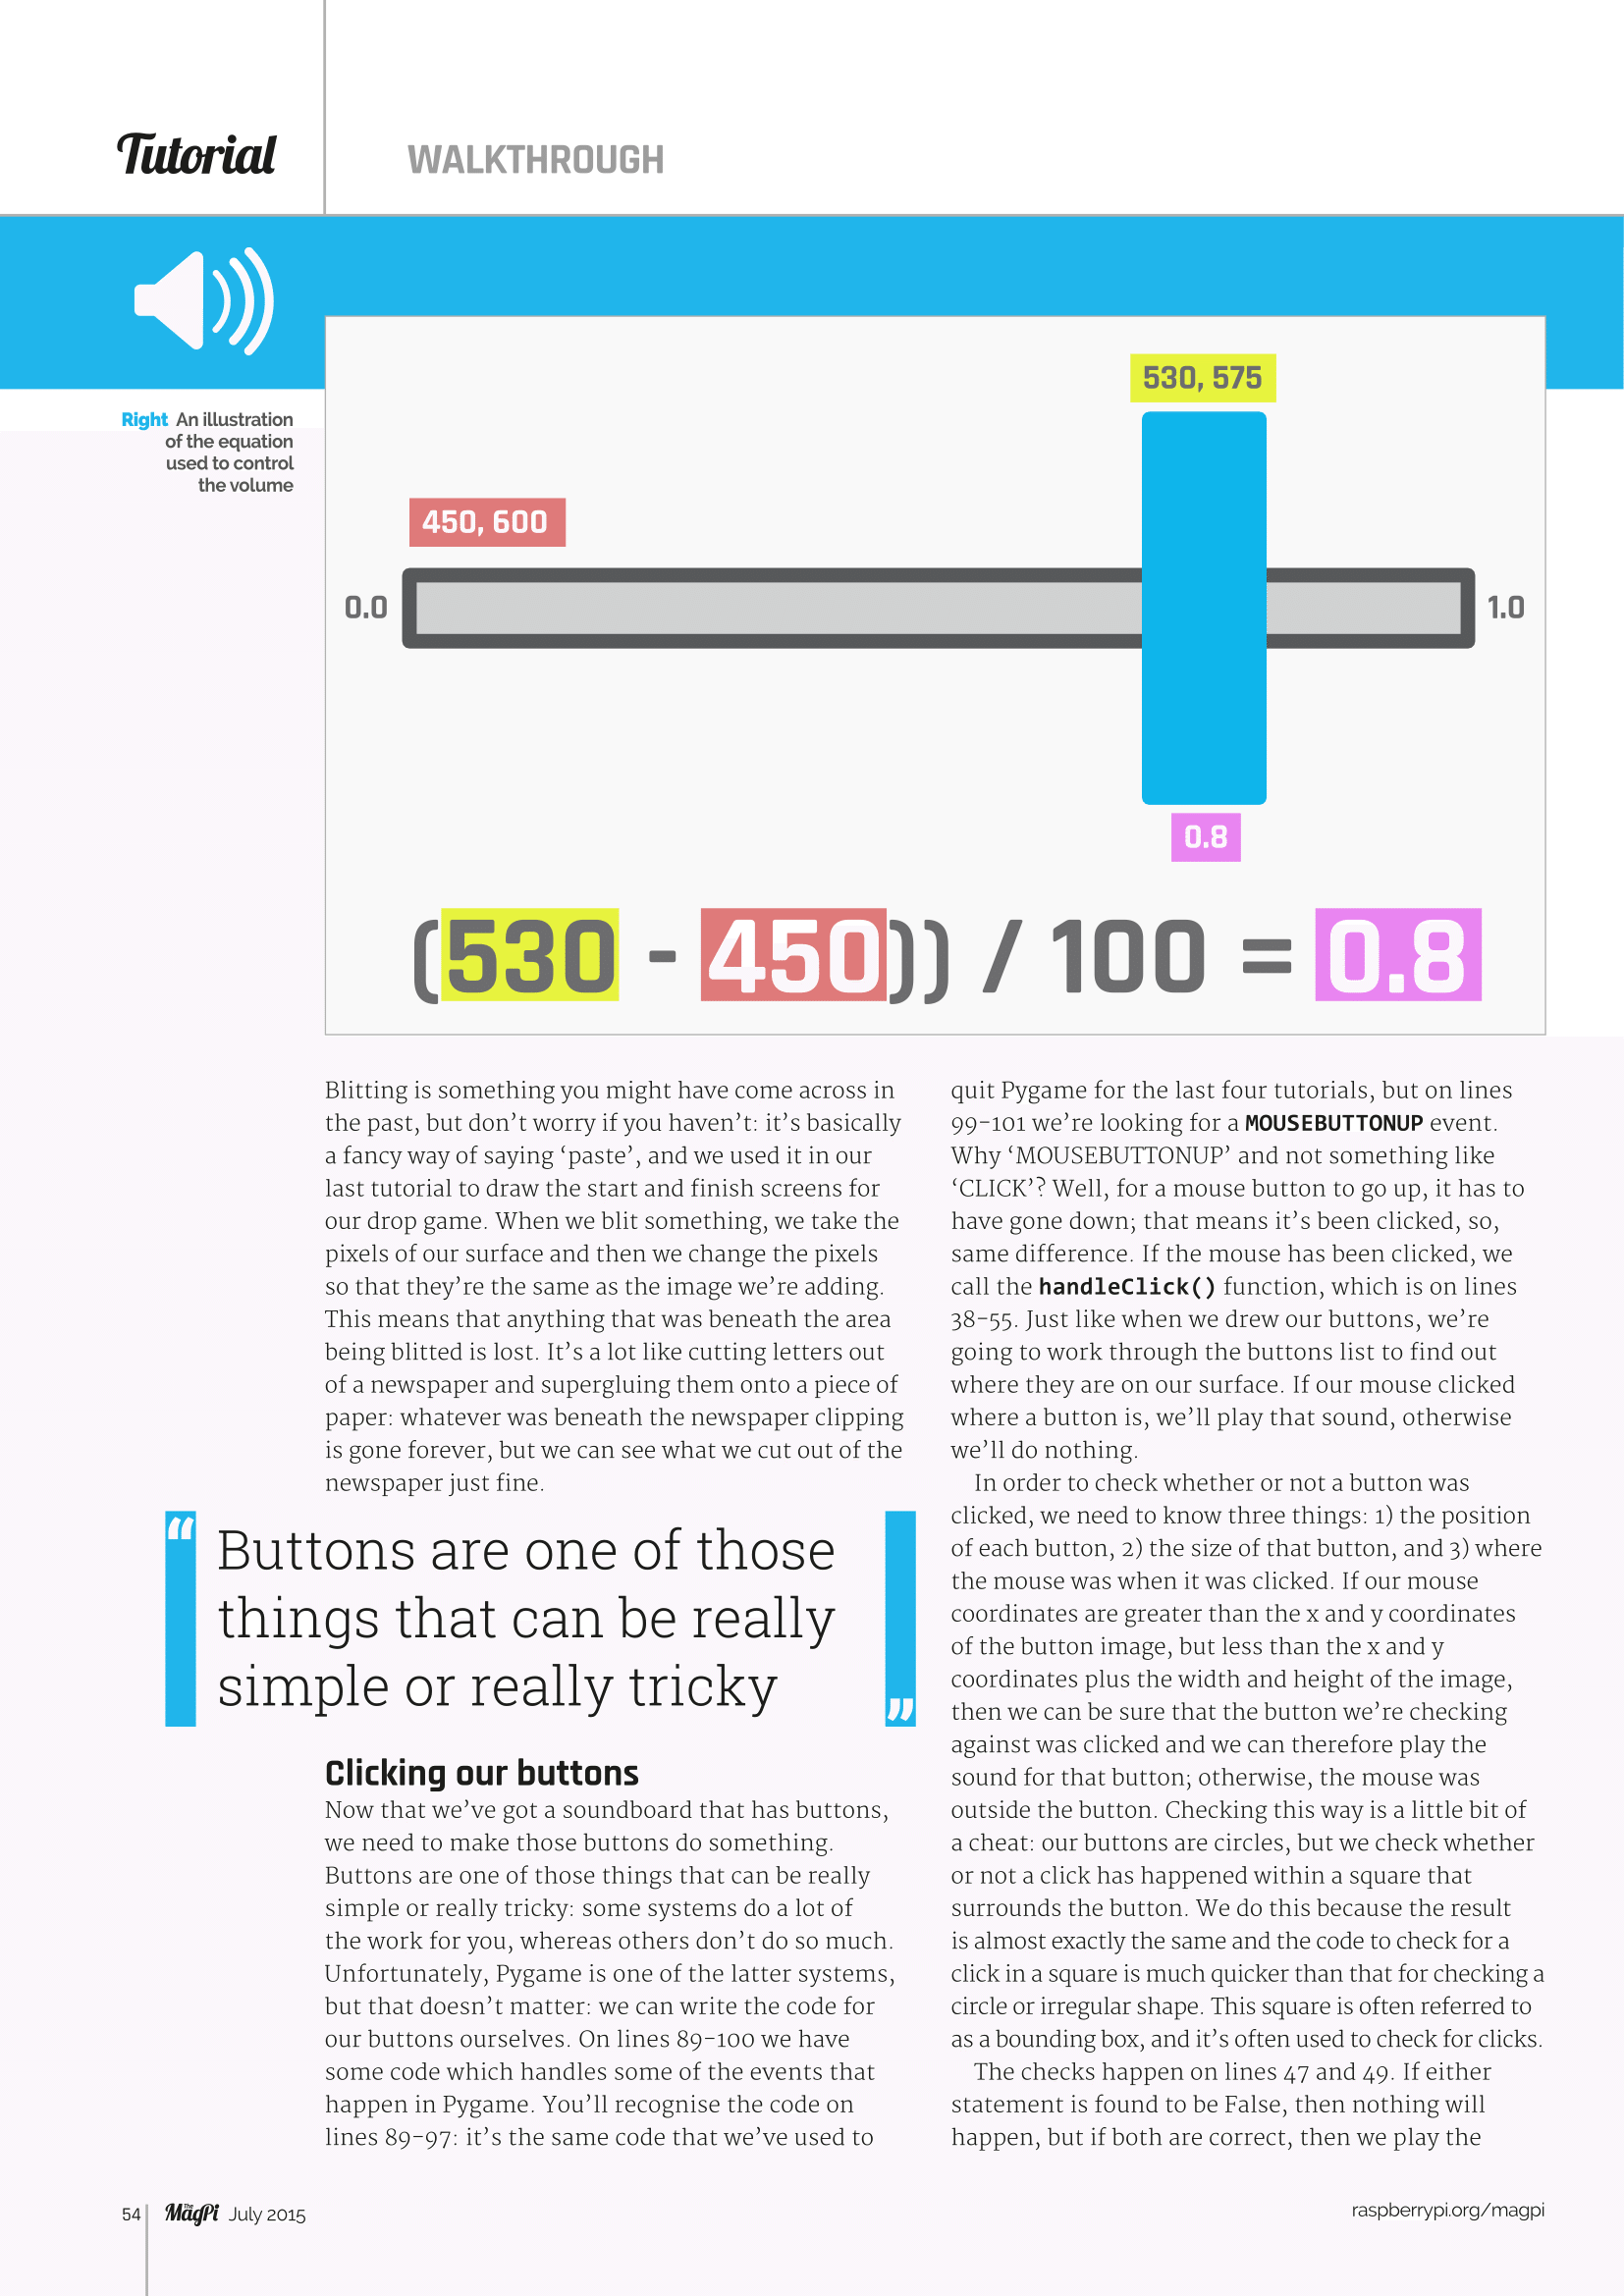 Tutorial
WALKTHROUGH
Right An illustration
of the equation
used to control
the volume
530, 575
450, 600
0.0
1.0
0.8
(530 - 450)) / 100 = 0.8
Blitting is something you might have come across in
the past, but don’t worry if you haven’t: it’s basically
a fancy way of saying ‘paste’, and we used it in our
last tutorial to draw the start and finish screens for
our drop game. When we blit something, we take the
pixels of our surface and then we change the pixels
so that they’re the same as the image we’re adding.
This means that anything that was beneath the area
being blitted is lost. It’s a lot like cutting letters out
of a newspaper and supergluing them onto a piece of
paper: whatever was beneath the newspaper clipping
is gone forever, but we can see what we cut out of the
newspaper just fine.
“Buttons are one of those
things that can be really
simple or really tricky”
Clicking our buttons
Now that we’ve got a soundboard that has buttons,
we need to make those buttons do something.
Buttons are one of those things that can be really
simple or really tricky: some systems do a lot of
the work for you, whereas others don’t do so much.
Unfortunately, Pygame is one of the latter systems,
but that doesn’t matter: we can write the code for
our buttons ourselves. On lines 89-100 we have
some code which handles some of the events that
happen in Pygame. You’ll recognise the code on
lines 89-97: it’s the same code that we’ve used to
quit Pygame for the last four tutorials, but on lines
99-101 we’re looking for a MOUSEBUTTONUP event.
Why ‘MOUSEBUTTONUP’ and not something like
‘CLICK’? Well, for a mouse button to go up, it has to
have gone down; that means it’s been clicked, so,
same difference. If the mouse has been clicked, we
call the handleClick() function, which is on lines
38-55. Just like when we drew our buttons, we’re
going to work through the buttons list to find out
where they are on our surface. If our mouse clicked
where a button is, we’ll play that sound, otherwise
we’ll do nothing.
In order to check whether or not a button was
clicked, we need to know three things: 1) the position
of each button, 2) the size of that button, and 3) where
the mouse was when it was clicked. If our mouse
coordinates are greater than the x and y coordinates
of the button image, but less than the x and y
coordinates plus the width and height of the image,
then we can be sure that the button we’re checking
against was clicked and we can therefore play the
sound for that button; otherwise, the mouse was
outside the button. Checking this way is a little bit of
a cheat: our buttons are circles, but we check whether
or not a click has happened within a square that
surrounds the button. We do this because the result
is almost exactly the same and the code to check for a
click in a square is much quicker than that for checking a
circle or irregular shape. This square is often referred to
as a bounding box, and it’s often used to check for clicks.
The checks happen on lines 47 and 49. If either
statement is found to be False, then nothing will
happen, but if both are correct, then we play the
54
The MagPi July 2015
raspberrypi.org/magpi